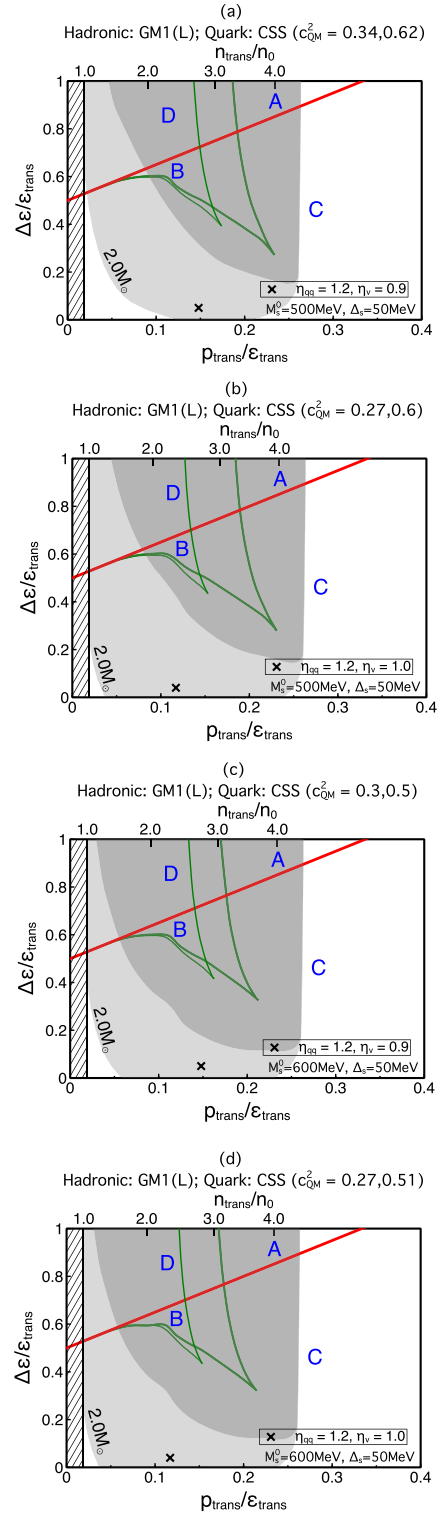 (a)
Hadronic: GM1(L); Quark: CSS (c²QM = 0.34,0.62)
ntrans/n0
1.0 2.0 3.0 4.0
1
0.8
0.6
0.4
0.2
0
Δε/εtrans
A
D
B
C
2.0M⊙
× ηqq = 1.2, ηv = 0.9
M⁰s=500MeV, Δs=50MeV
0 0.1 0.2 0.3 0.4
ptrans/εtrans
(b)
Hadronic: GM1(L); Quark: CSS (c²QM = 0.27,0.6)
ntrans/n0
1.0 2.0 3.0 4.0
1
0.8
0.6
0.4
0.2
0
Δε/εtrans
A
D
B
C
2.0M⊙
× ηqq = 1.2, ηv = 1.0
M⁰s=500MeV, Δs=50MeV
0 0.1 0.2 0.3 0.4
ptrans/εtrans
(c)
Hadronic: GM1(L); Quark: CSS (c²QM = 0.3,0.5)
ntrans/n0
1.0 2.0 3.0 4.0
1
0.8
0.6
0.4
0.2
0
Δε/εtrans
A
D
B
C
2.0M⊙
× ηqq = 1.2, ηv = 0.9
M⁰s=600MeV, Δs=50MeV
0 0.1 0.2 0.3 0.4
ptrans/εtrans
(d)
Hadronic: GM1(L); Quark: CSS (c²QM = 0.27,0.51)
ntrans/n0
1.0 2.0 3.0 4.0
1
0.8
0.6
0.4
0.2
0
Δε/εtrans
A
D
B
C
2.0M⊙
× ηqq = 1.2, ηv = 1.0
M⁰s=600MeV, Δs=50MeV
0 0.1 0.2 0.3 0.4
ptrans/εtrans